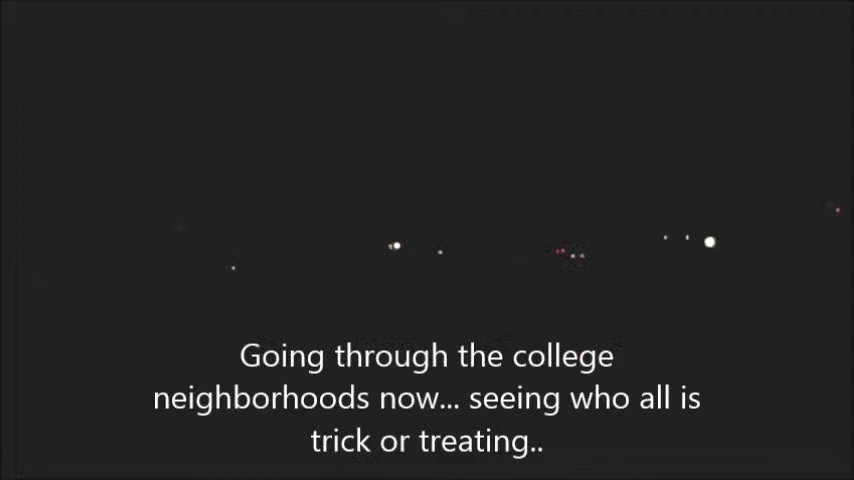 Going through the college
neighborhoods now... seeing who all is
trick or treating..